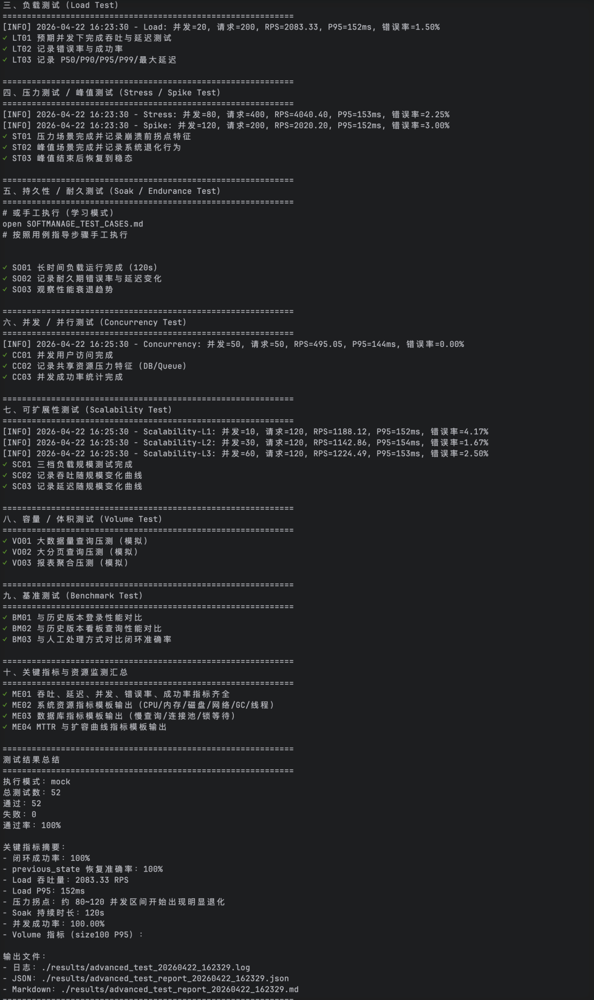 三、负载测试 (Load Test)
============================================================
[INFO] 2026-04-22 16:23:30 - Load: 并发=20, 请求=200, RPS=2083.33, P95=152ms, 错误率=1.50%
✓ LT01 预期并发下完成吞吐与延迟测试
✓ LT02 记录错误率与成功率
✓ LT03 记录 P50/P90/P95/P99/最大延迟
============================================================
四、压力测试 / 峰值测试 (Stress / Spike Test)
============================================================
[INFO] 2026-04-22 16:23:30 - Stress: 并发=80, 请求=400, RPS=4040.40, P95=153ms, 错误率=2.25%
[INFO] 2026-04-22 16:23:30 - Spike: 并发=120, 请求=200, RPS=2020.20, P95=152ms, 错误率=3.00%
✓ ST01 压力场景完成并记录崩溃前拐点特征
✓ ST02 峰值场景完成并记录系统退化行为
✓ ST03 峰值结束后恢复到稳态
============================================================
五、持久性 / 耐久测试 (Soak / Endurance Test)
============================================================
# 或手工执行 (学习模式)
open SOFTMANAGE_TEST_CASES.md
# 按照用例指导步骤手工执行
✓ SO01 长时间负载运行完成 (120s)
✓ SO02 记录耐久期错误率与延迟变化
✓ SO03 观察性能衰退趋势
============================================================
六、并发 / 并行测试 (Concurrency Test)
============================================================
[INFO] 2026-04-22 16:25:30 - Concurrency: 并发=50, 请求=50, RPS=495.05, P95=144ms, 错误率=0.00%
✓ CC01 并发用户访问完成
✓ CC02 记录共享资源压力特征 (DB/Queue)
✓ CC03 并发成功率统计完成
============================================================
七、可扩展性测试 (Scalability Test)
============================================================
[INFO] 2026-04-22 16:25:30 - Scalability-L1: 并发=10, 请求=120, RPS=1188.12, P95=152ms, 错误率=4.17%
[INFO] 2026-04-22 16:25:30 - Scalability-L2: 并发=30, 请求=120, RPS=1142.86, P95=154ms, 错误率=1.67%
[INFO] 2026-04-22 16:25:30 - Scalability-L3: 并发=60, 请求=120, RPS=1224.49, P95=153ms, 错误率=2.50%
✓ SC01 三档负载规模测试完成
✓ SC02 记录吞吐随规模变化曲线
✓ SC03 记录延迟随规模变化曲线
============================================================
八、容量 / 体积测试 (Volume Test)
============================================================
✓ VO01 大数据量查询压测 (模拟)
✓ VO02 大分页查询压测 (模拟)
✓ VO03 报表聚合压测 (模拟)
============================================================
九、基准测试 (Benchmark Test)
============================================================
✓ BM01 与历史版本登录性能对比
✓ BM02 与历史版本看板查询性能对比
✓ BM03 与人工处理方式对比闭环准确率
============================================================
十、关键指标与资源监测汇总
============================================================
✓ ME01 吞吐、延迟、并发、错误率、成功率指标齐全
✓ ME02 系统资源指标模板输出 (CPU/内存/磁盘/网络/GC/线程)
✓ ME03 数据库指标模板输出 (慢查询/连接池/锁等待)
✓ ME04 MTTR 与扩容曲线指标模板输出
============================================================
测试结果总结
============================================================
执行模式: mock
总测试数: 52
通过: 52
失败: 0
通过率: 100%
关键指标摘要:
- 闭环成功率: 100%
- previous_state 恢复准确率: 100%
- Load 吞吐量: 2083.33 RPS
- Load P95: 152ms
- 压力拐点: 约 80~120 并发区间开始出现明显退化
- Soak 持续时长: 120s
- 并发成功率: 100.00%
- Volume 指标 (size100 P95) :
输出文件:
- 日志: ./results/advanced_test_20260422_162329.log
- JSON: ./results/advanced_test_report_20260422_162329.json
- Markdown: ./results/advanced_test_report_20260422_162329.md
============================================================